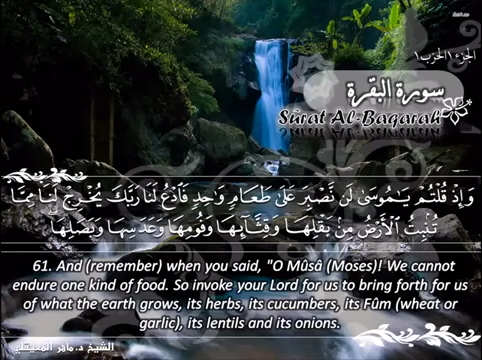 الجزء ١ الحزب ١
سورة البقرة
Sûrat Al-Baqarah
وَإِذْ قُلْتُمْ يَـٰمُوسَىٰ لَن نَّصْبِرَ عَلَىٰ طَعَامٍ وَٰحِدٍ فَٱدْعُ لَنَا رَبَّكَ يُخْرِجْ لَنَا مِمَّا
تُنۢبِتُ ٱلْأَرْضُ مِنۢ بَقْلِهَا وَقِثَّآئِهَا وَفُومِهَا وَعَدَسِهَا وَبَصَلِهَا
61. And (remember) when you said, "O Mûsâ (Moses)! We cannot
endure one kind of food. So invoke your Lord for us to bring forth for us
of what the earth grows, its herbs, its cucumbers, its Fûm (wheat or
garlic), its lentils and its onions.
الشيخ د. ماهر المعيقلي